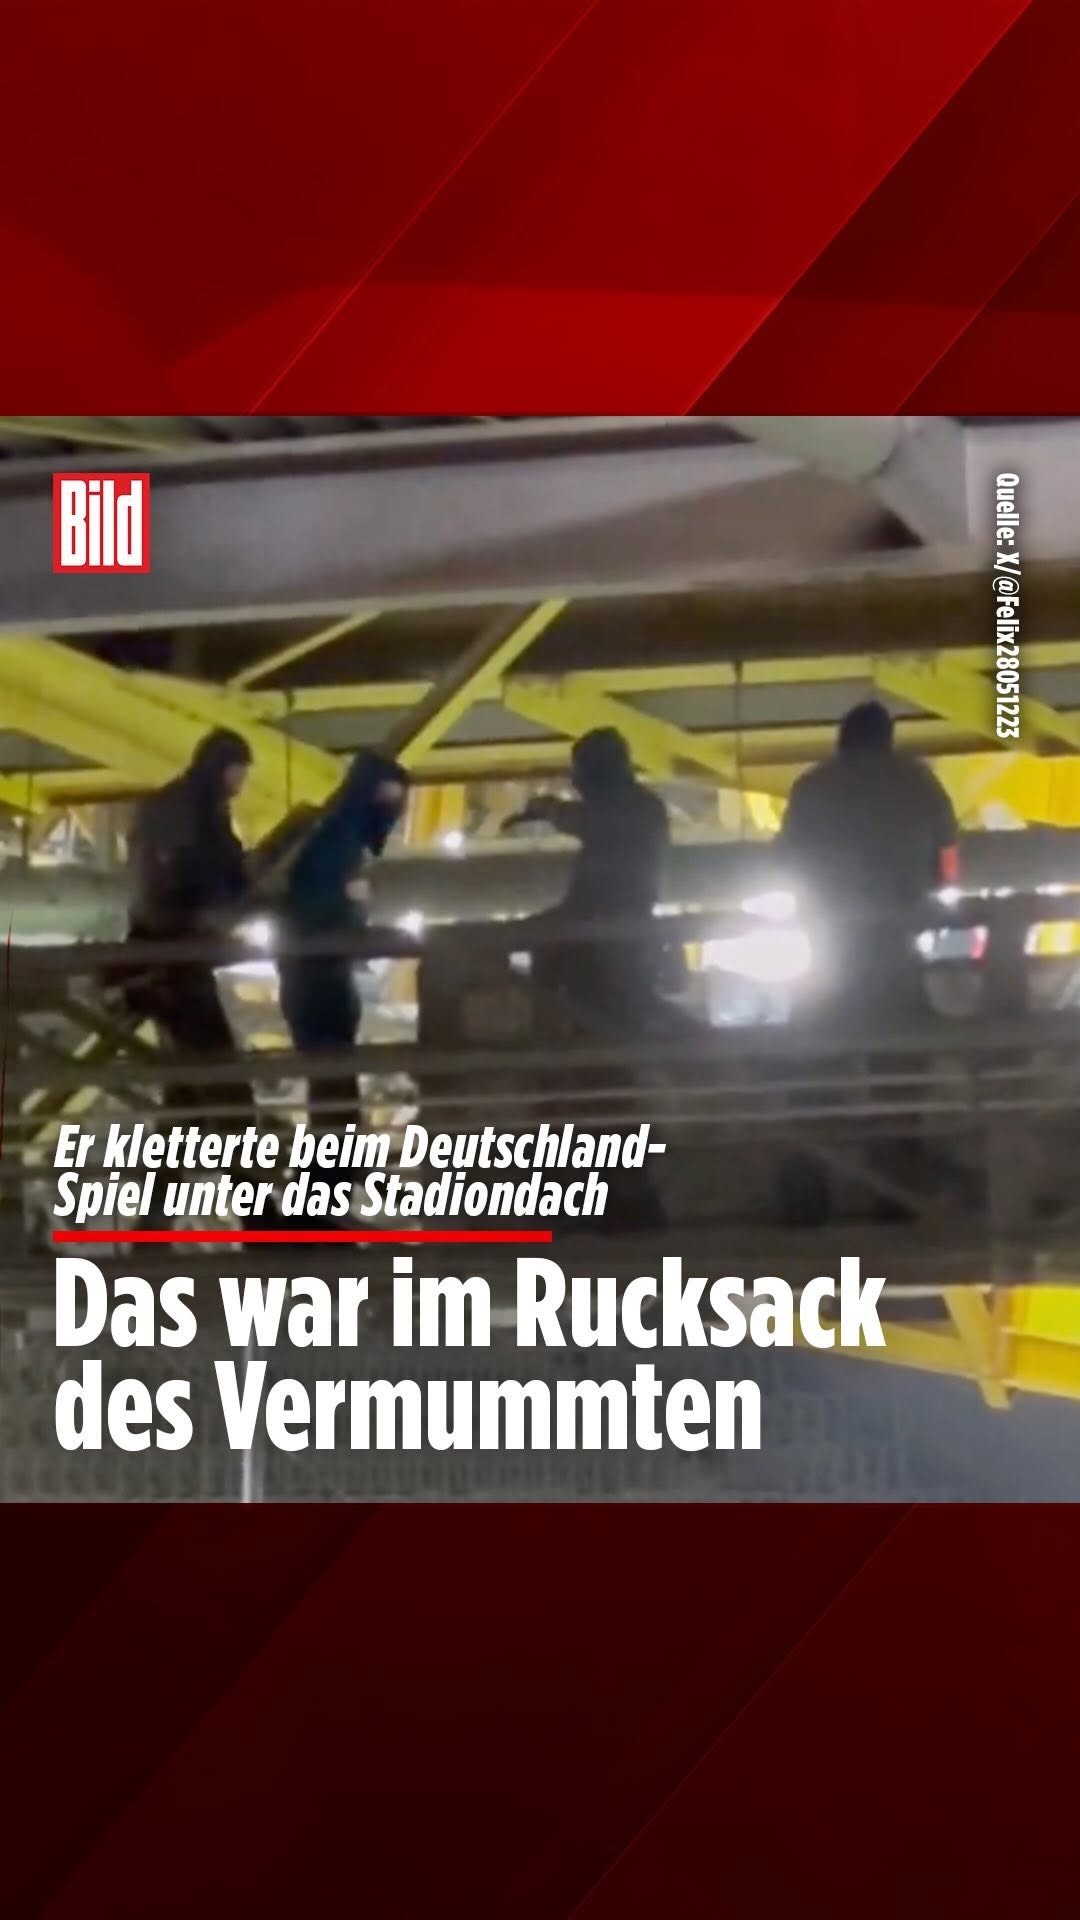 Bild
Quelle: X/@Felix28051223
Er kletterte beim Deutschland-
Spiel unter das Stadiondach
Das war im Rucksack
des Vermummten